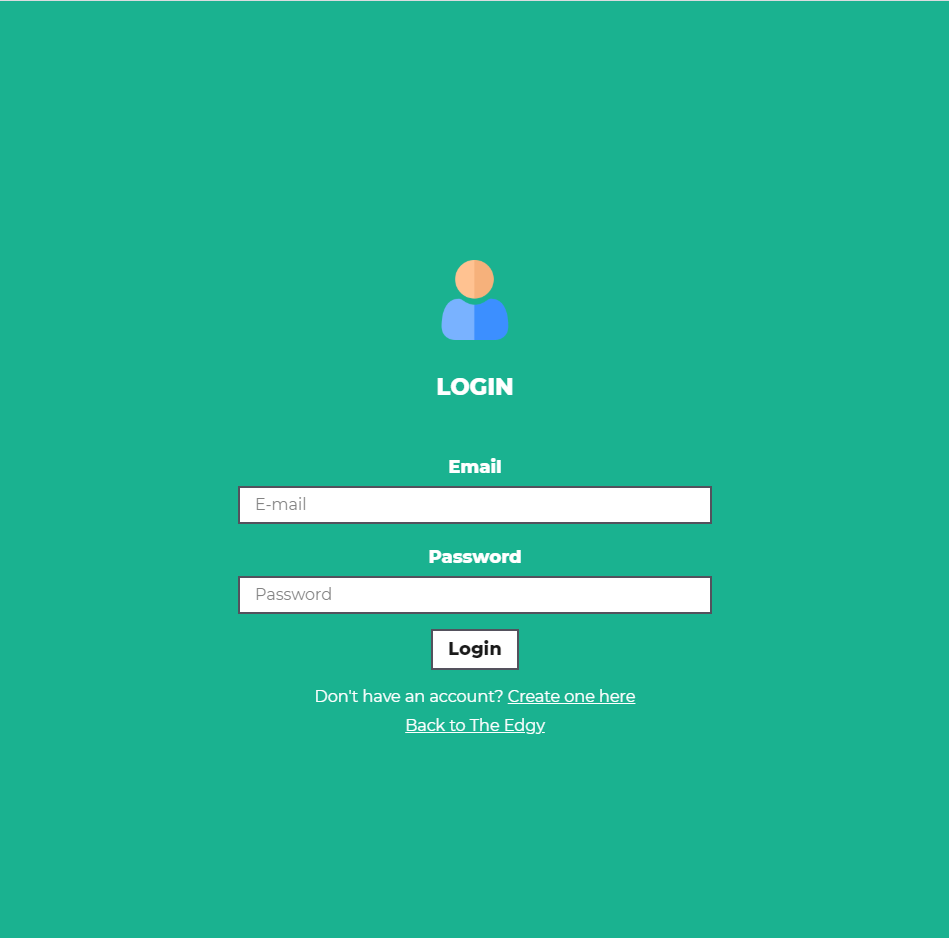 LOGIN
Email
E-mail
Password
Password
Login
Don't have an account? Create one here
Back to The Edgy